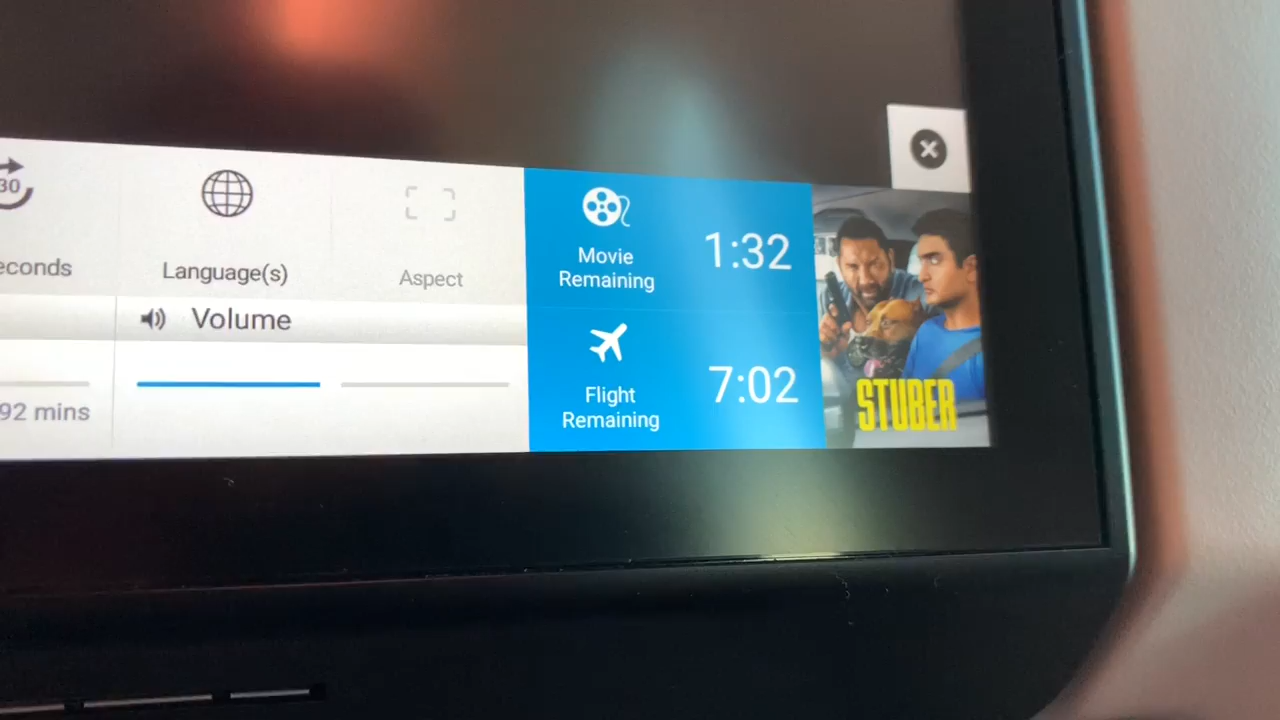 30
econds
Language(s)
Aspect
Volume
92 mins
Movie
Remaining
1:32
Flight
Remaining
7:02
STUBER